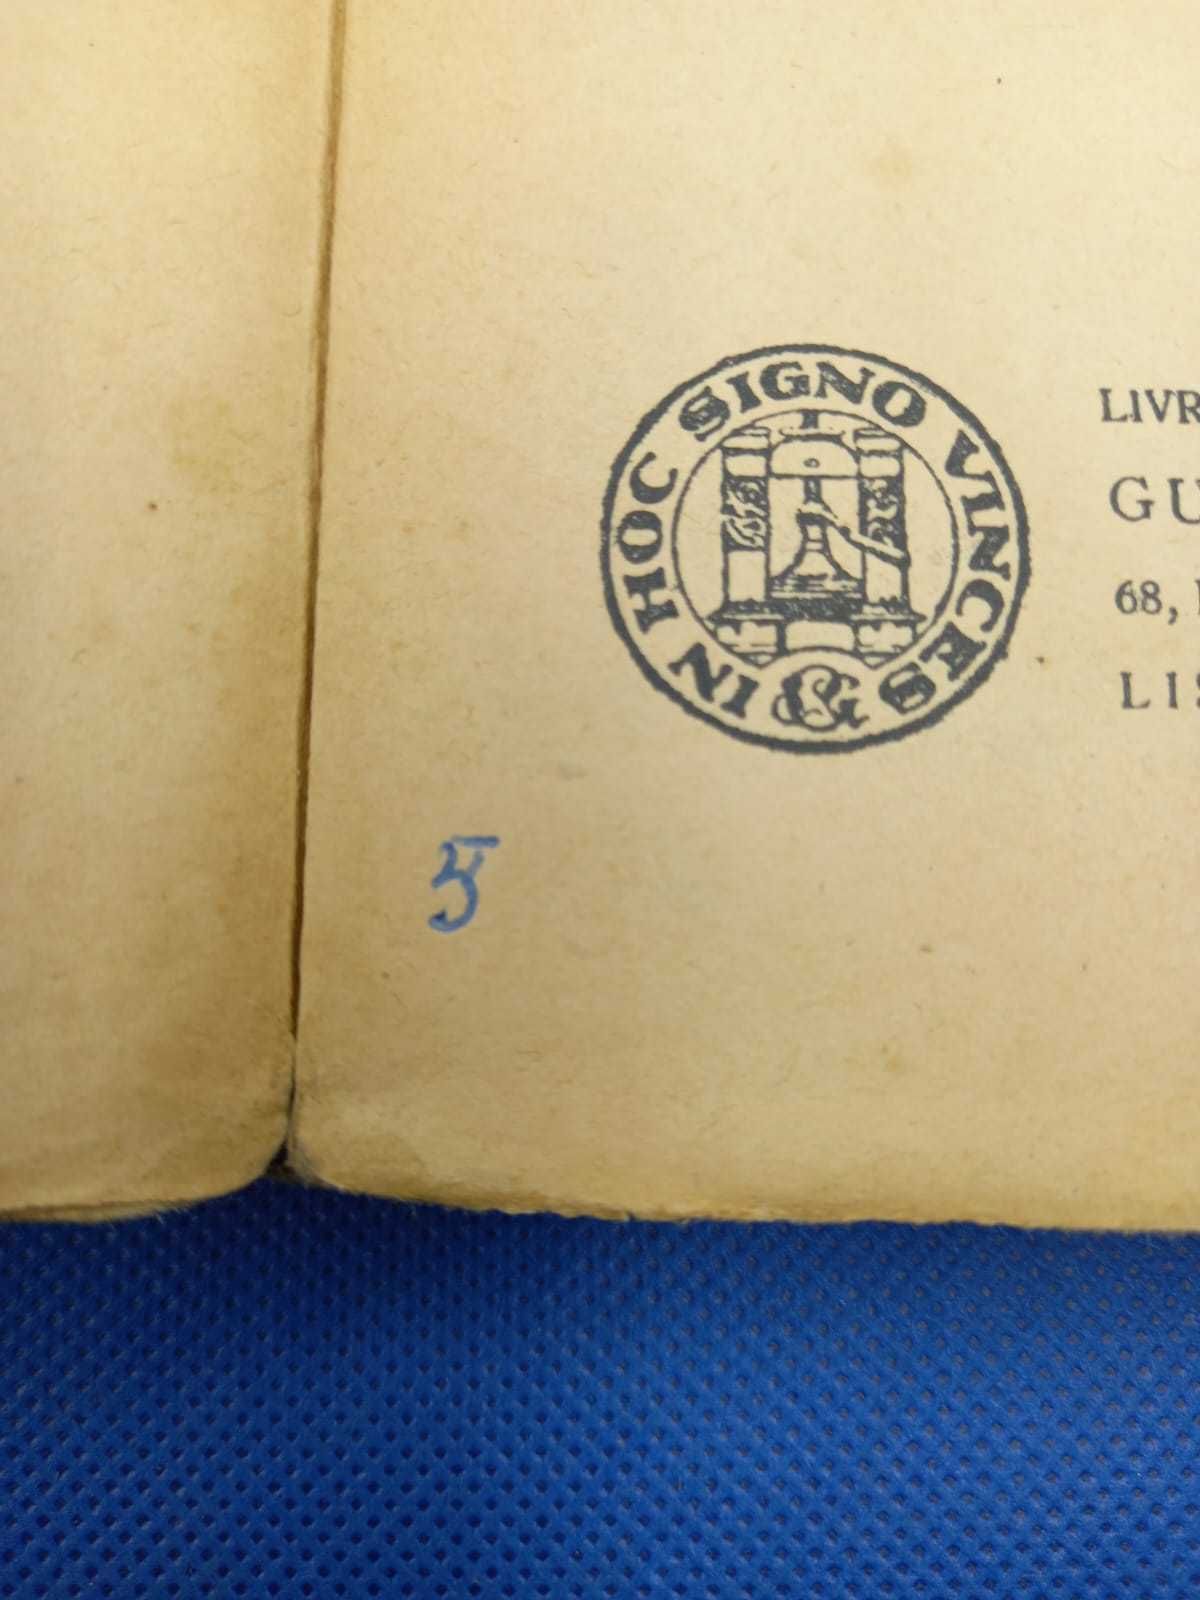 IN HOC SIGNO VINCES
&
LIVR
GU
68,
LIS
5